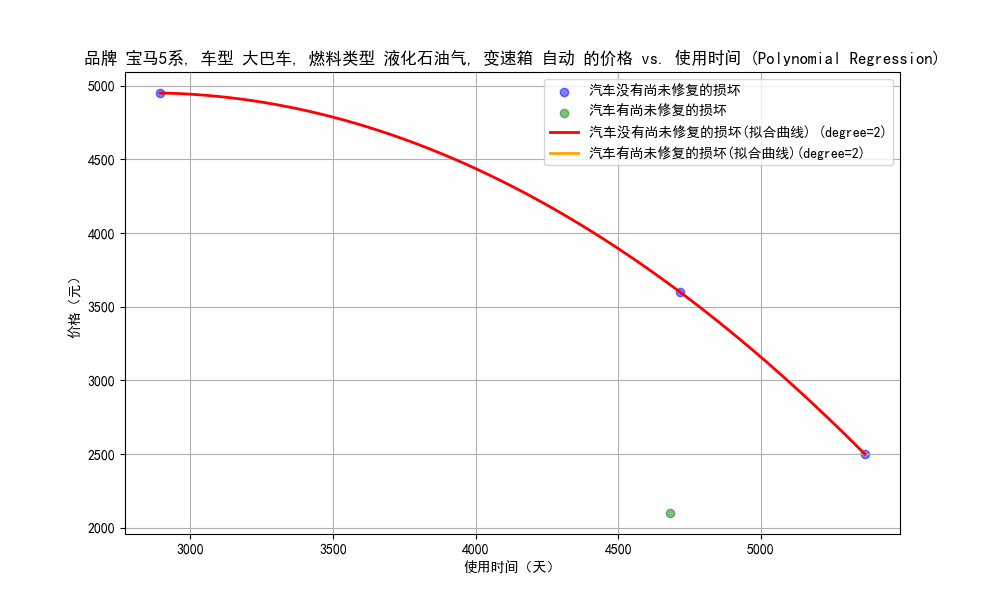 品牌 宝马5系, 车型 大巴车, 燃料类型 液化石油气, 变速箱 自动 的价格 vs. 使用时间 (Polynomial Regression)
汽车没有尚未修复的损坏
汽车有尚未修复的损坏
汽车没有尚未修复的损坏(拟合曲线) (degree=2)
汽车有尚未修复的损坏(拟合曲线)(degree=2)
价格（元）
5000
4500
4000
3500
3000
2500
2000
3000
3500
4000
4500
5000
使用时间（天）